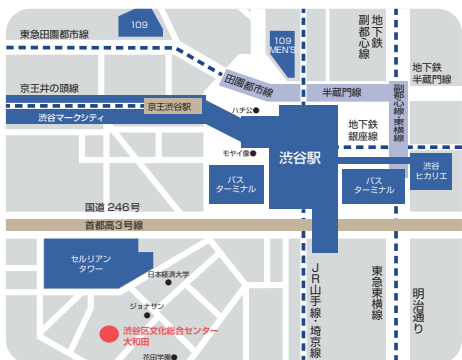 109
109
MEN'S
東急田園都市線
地下鉄
副都心線
地下鉄
半蔵門線
田園都市線
半蔵門線
副都心線・東横線
京王井の頭線
京王渋谷駅
渋谷マークシティ
ハチ公
地下鉄
銀座線
モヤイ像
渋谷駅
渋谷
ヒカリエ
バス
ターミナル
バス
ターミナル
国道246号
首都高3号線
セルリアン
タワー
日本経済大学
ジョナサン
渋谷区文化総合センター
大和田
花田学園
JR山手線・埼京線
東急東横線
明治通り